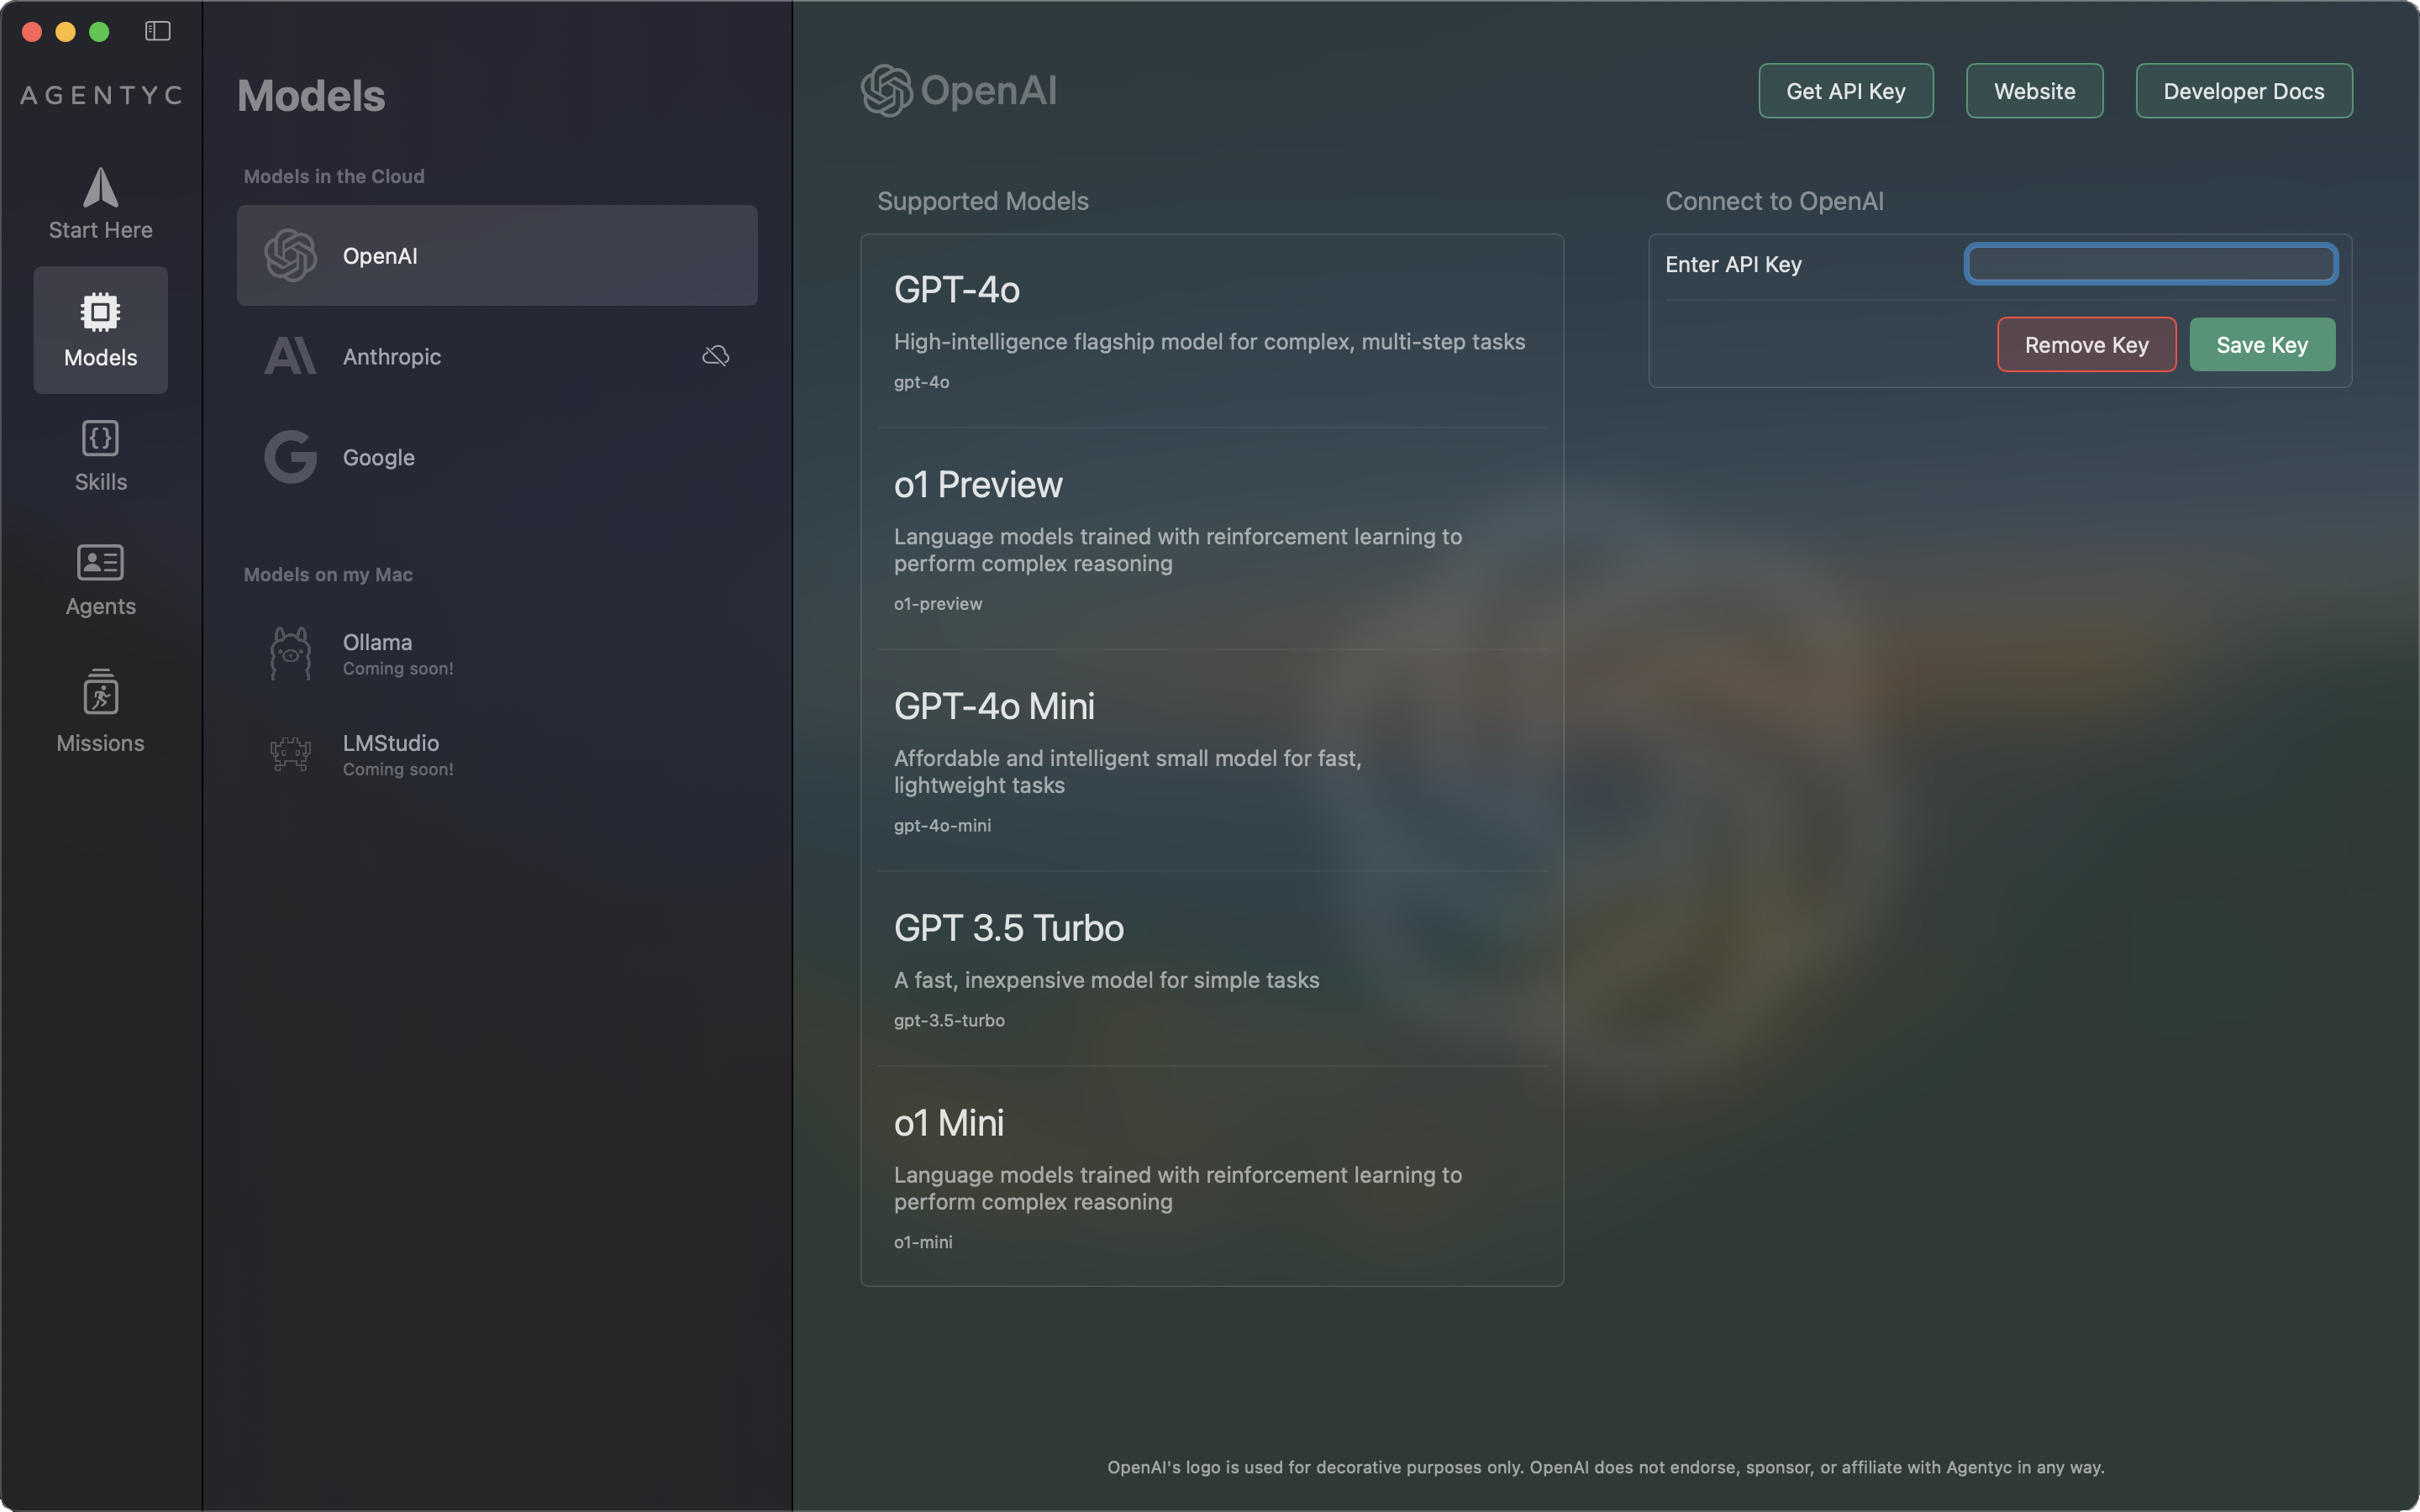 AGENTYC
Start Here
Models
Skills
Agents
Missions
Models
Models in the Cloud
OpenAI
Anthropic
Google
Models on my Mac
Ollama
Coming soon!
LMStudio
Coming soon!
OpenAI
Get API Key
Website
Developer Docs
Supported Models
GPT-4o
High-intelligence flagship model for complex, multi-step tasks
gpt-4o
o1 Preview
Language models trained with reinforcement learning to
perform complex reasoning
o1-preview
GPT-4o Mini
Affordable and intelligent small model for fast,
lightweight tasks
gpt-4o-mini
GPT 3.5 Turbo
A fast, inexpensive model for simple tasks
gpt-3.5-turbo
o1 Mini
Language models trained with reinforcement learning to
perform complex reasoning
o1-mini
Connect to OpenAI
Enter API Key
Remove Key
Save Key
OpenAI's logo is used for decorative purposes only. OpenAI does not endorse, sponsor, or affiliate with Agentyc in any way.